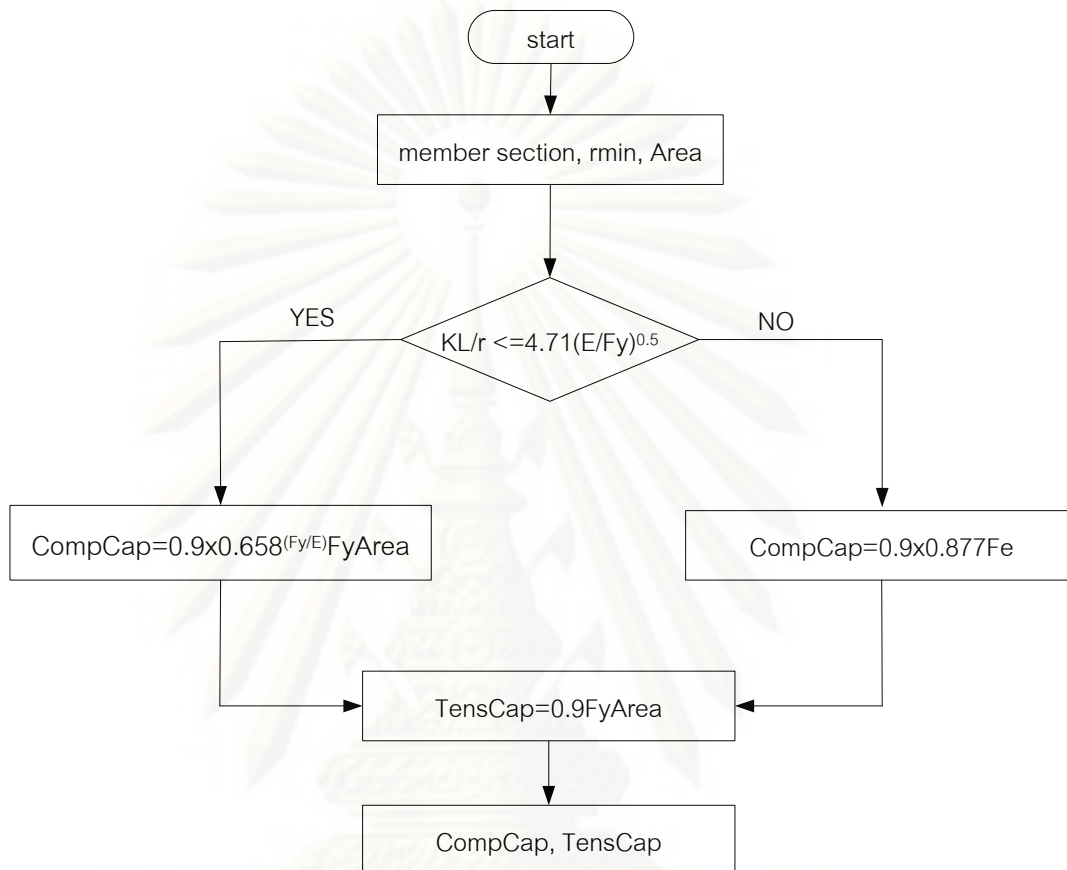 start
member section, rmin, Area
YES
NO
KL/r <=4.71(E/Fy)^0.5
CompCap=0.9x0.658^(Fy/E)FyArea
CompCap=0.9x0.877Fe
TensCap=0.9FyArea
CompCap, TensCap